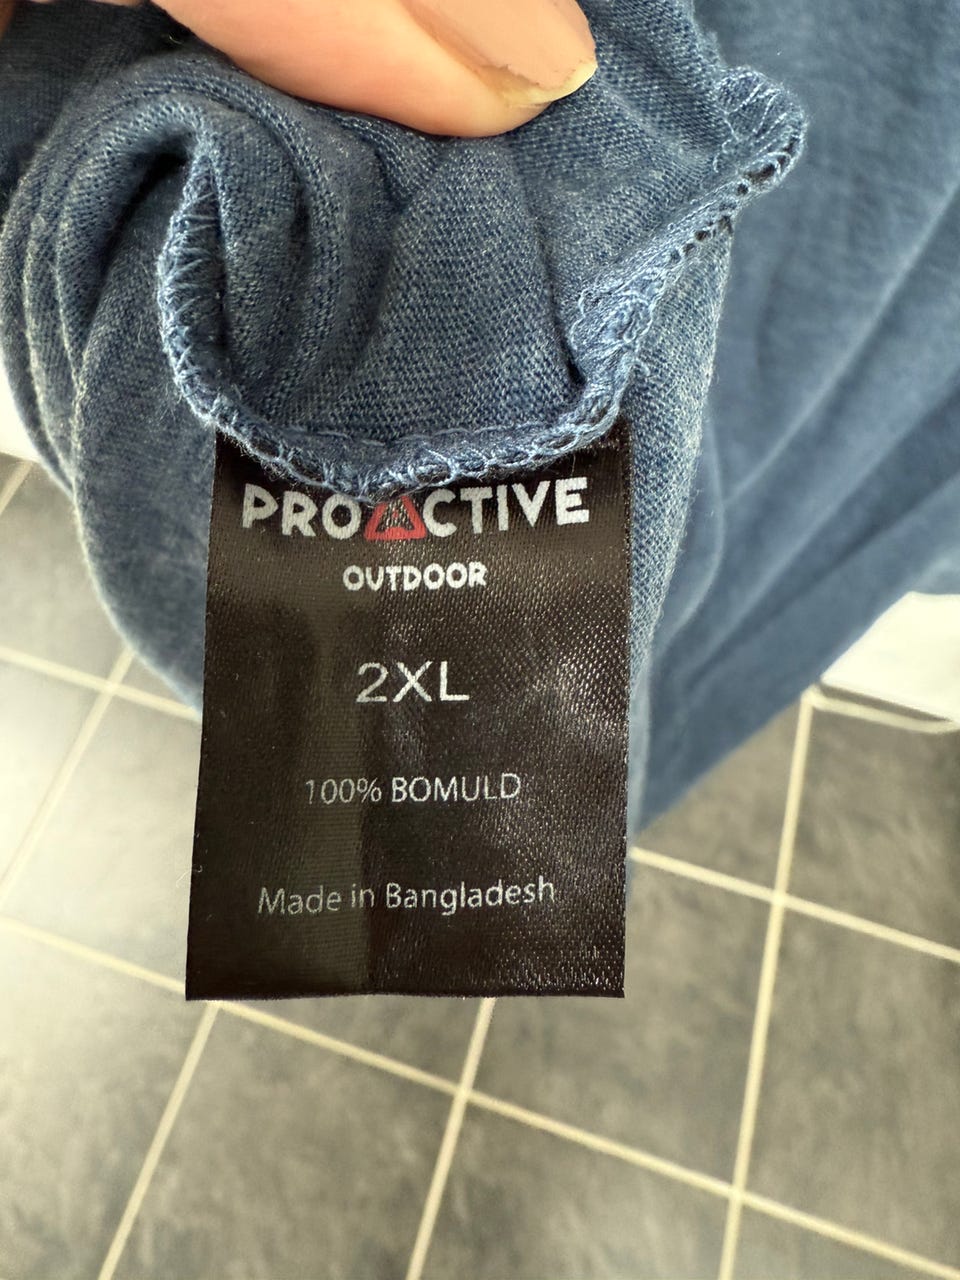 PROACTIVE
OUTDOOR
2XL
100% BOMULD
Made in Bangladesh